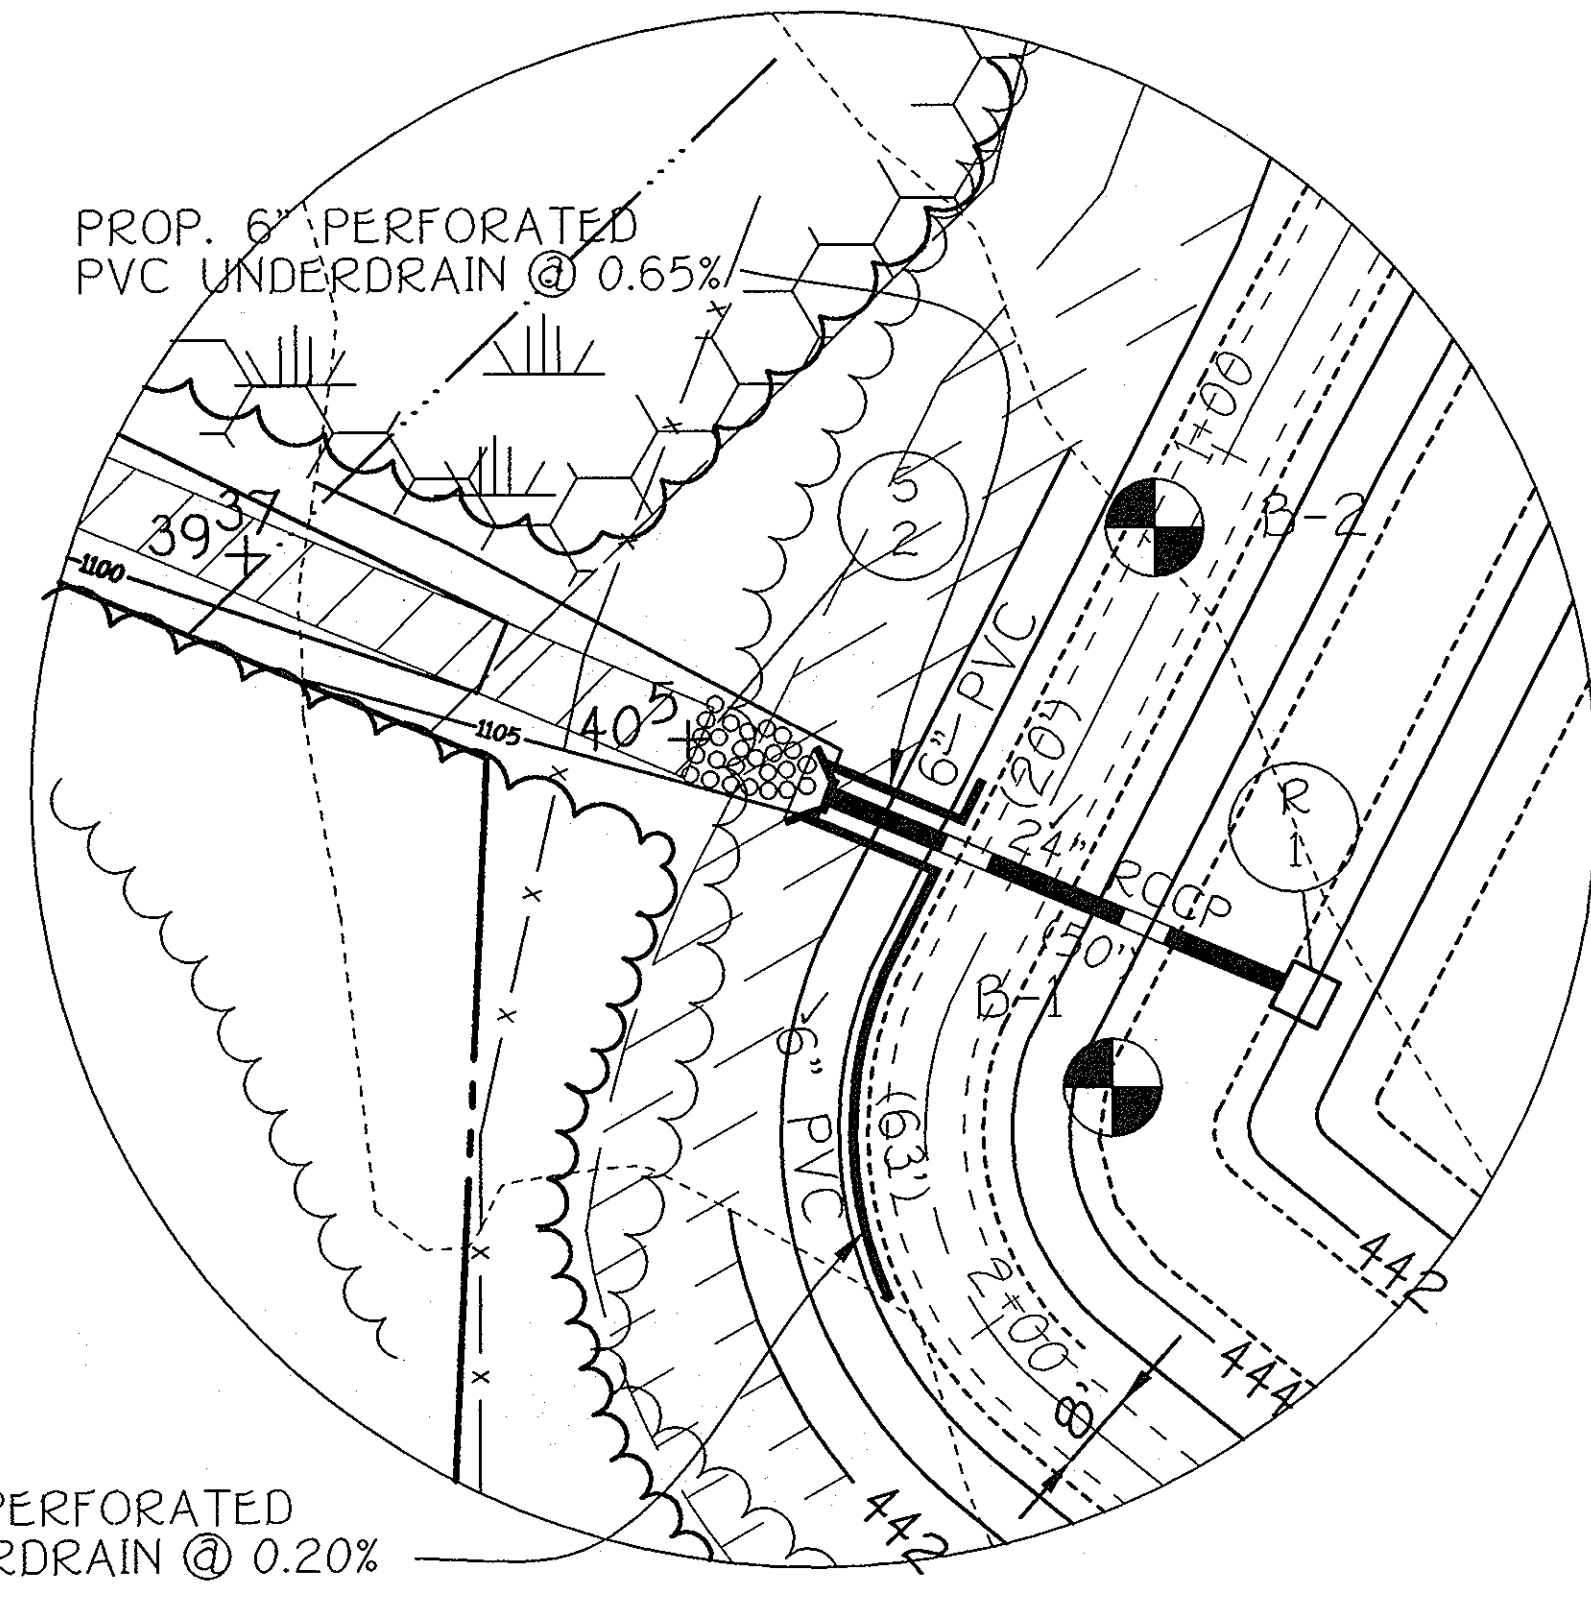 PROP. 6" PERFORATED
PVC UNDERDRAIN @ 0.65%
1+00
5
2
B-2
39 37
1100
6" PVC
40 5
1105
(20')
R
1
24" RCCP
(50')
B-1
6" PVC
(63')
442
2+00
444
8'
442
PERFORATED
RDRAIN @ 0.20%